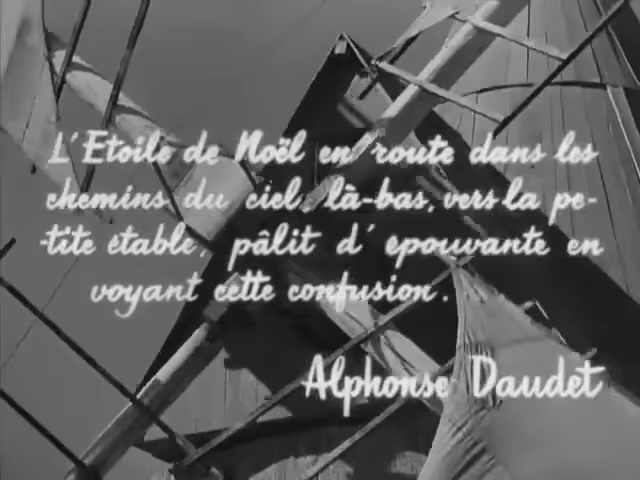 L'Etoile de Noël en route dans les
chemins du ciel, là-bas, vers la pe-
-tite étable, pâlit d'épouvante en
voyant cette confusion.
Alphonse Daudet